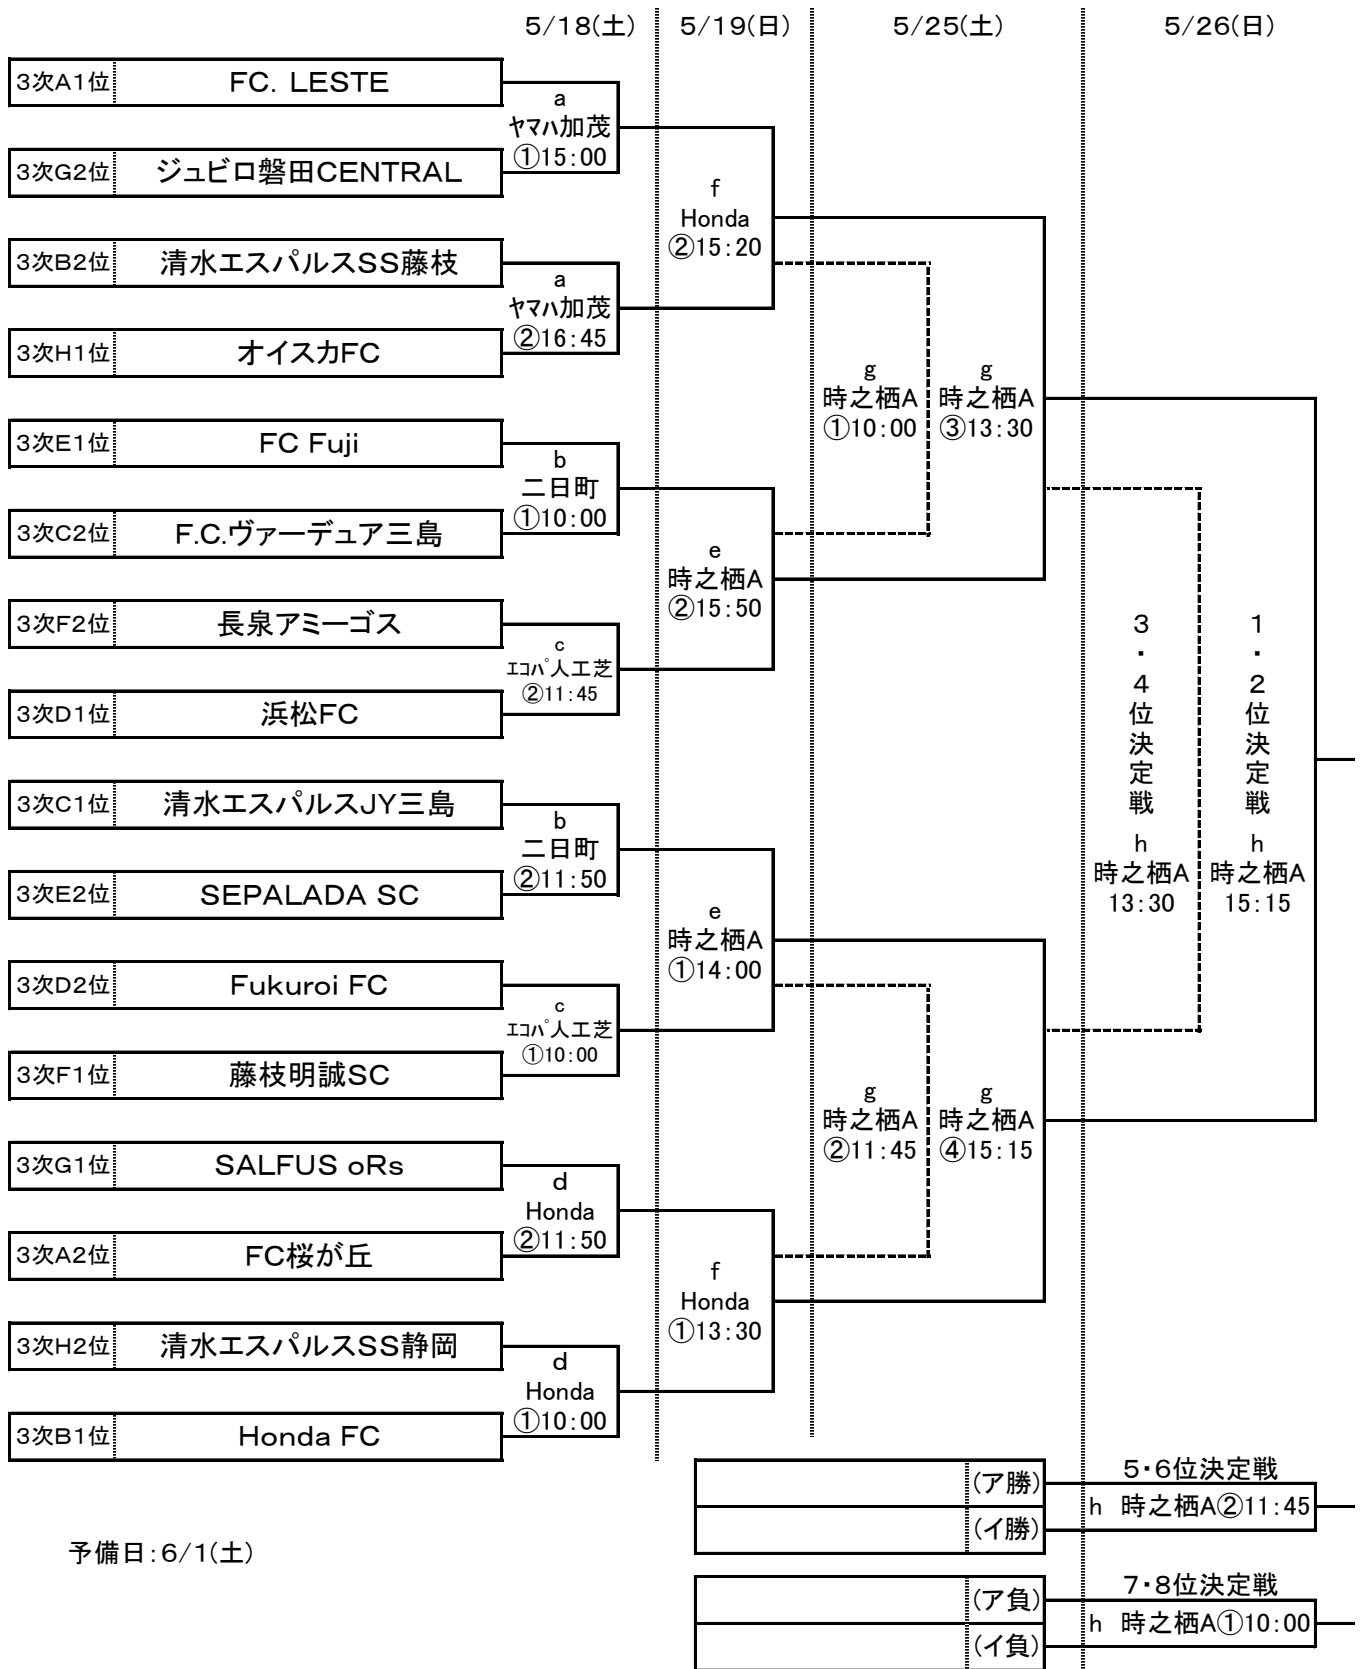 5/18(土) 5/19(日) 5/25(土) 5/26(日)
3次A1位 FC. LESTE
a
ヤマハ加茂
①15:00
3次G2位 ジュビロ磐田CENTRAL
f
Honda
②15:20
3次B2位 清水エスパルスSS藤枝
a
ヤマハ加茂
②16:45
3次H1位 オイスカFC
g
時之栖A
①10:00
g
時之栖A
③13:30
3次E1位 FC Fuji
b
二日町
①10:00
3次C2位 F.C.ヴァーデュア三島
e
時之栖A
②15:50
3次F2位 長泉アミーゴス
c
エコパ人工芝
②11:45
3次D1位 浜松FC
3・4位決定戦
h
時之栖A
13:30
1・2位決定戦
h
時之栖A
15:15
3次C1位 清水エスパルスJY三島
b
二日町
②11:50
3次E2位 SEPALADA SC
e
時之栖A
①14:00
3次D2位 Fukuroi FC
c
エコパ人工芝
①10:00
3次F1位 藤枝明誠SC
g
時之栖A
②11:45
g
時之栖A
④15:15
3次G1位 SALFUS oRs
d
Honda
②11:50
3次A2位 FC桜が丘
f
Honda
①13:30
3次H2位 清水エスパルスSS静岡
d
Honda
①10:00
3次B1位 Honda FC
5・6位決定戦
(ア勝)
h 時之栖A②11:45
(イ勝)
予備日:6/1(土)
7・8位決定戦
(ア負)
h 時之栖A①10:00
(イ負)